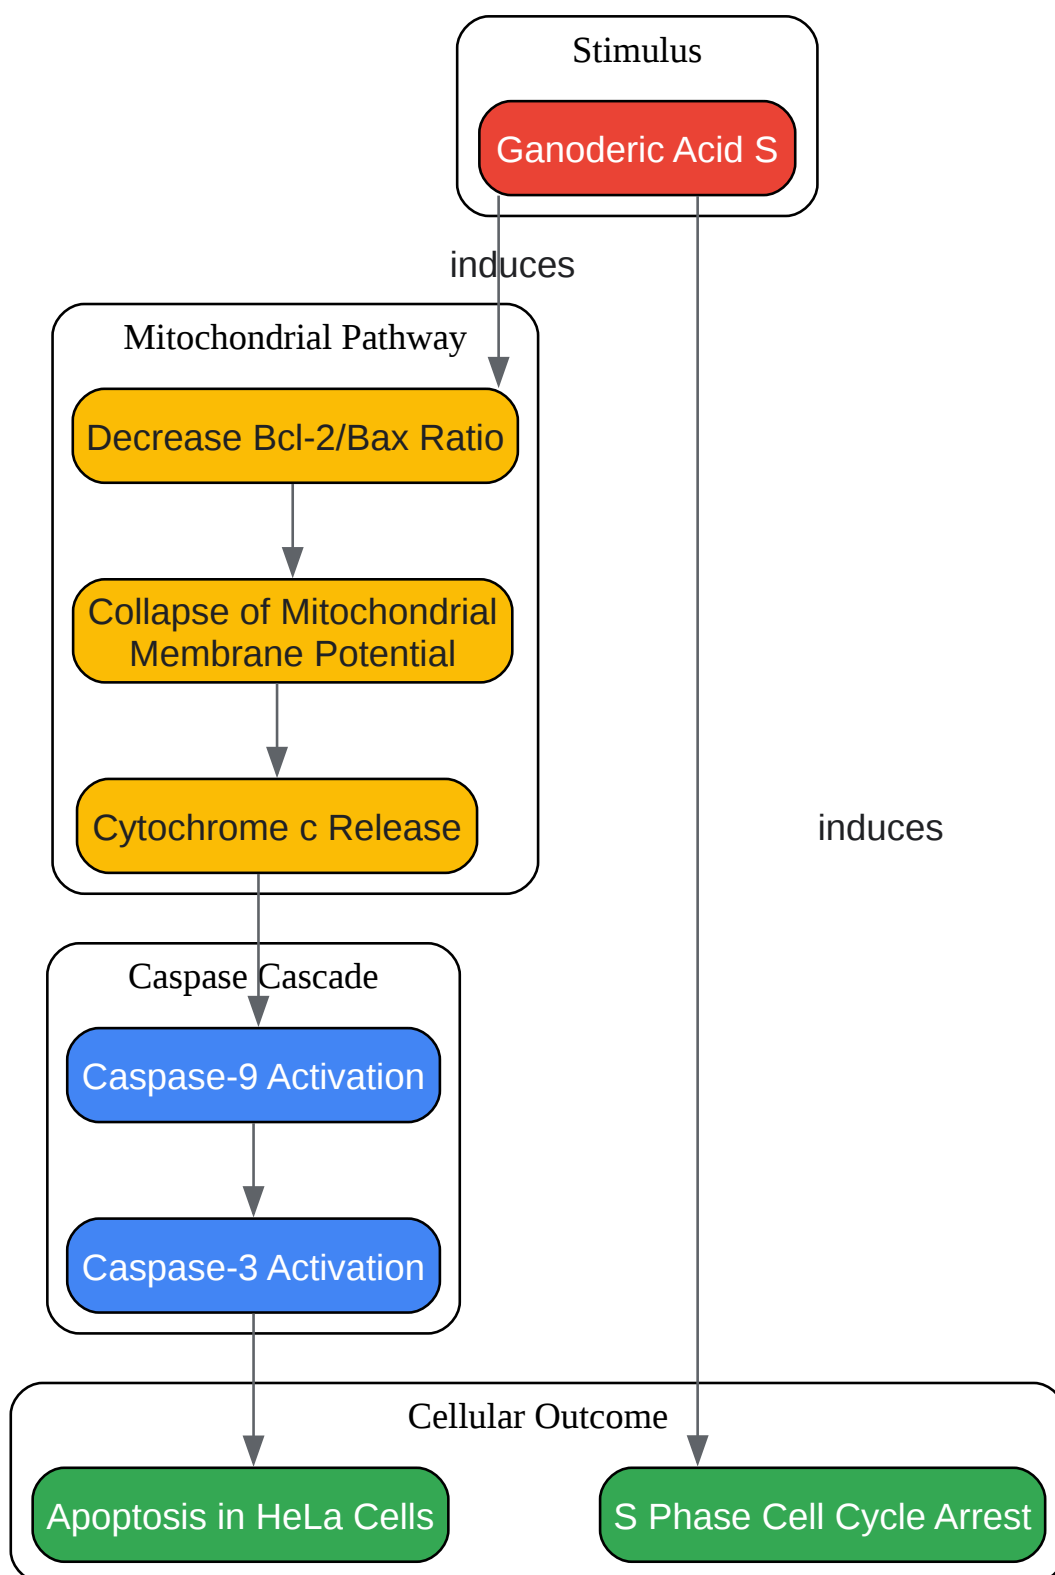 Stimulus
Ganoderic Acid S
induces
Mitochondrial Pathway
Decrease Bcl-2/Bax Ratio
Collapse of Mitochondrial
Membrane Potential
Cytochrome c Release
induces
Caspase Cascade
Caspase-9 Activation
Caspase-3 Activation
Cellular Outcome
Apoptosis in HeLa Cells
S Phase Cell Cycle Arrest